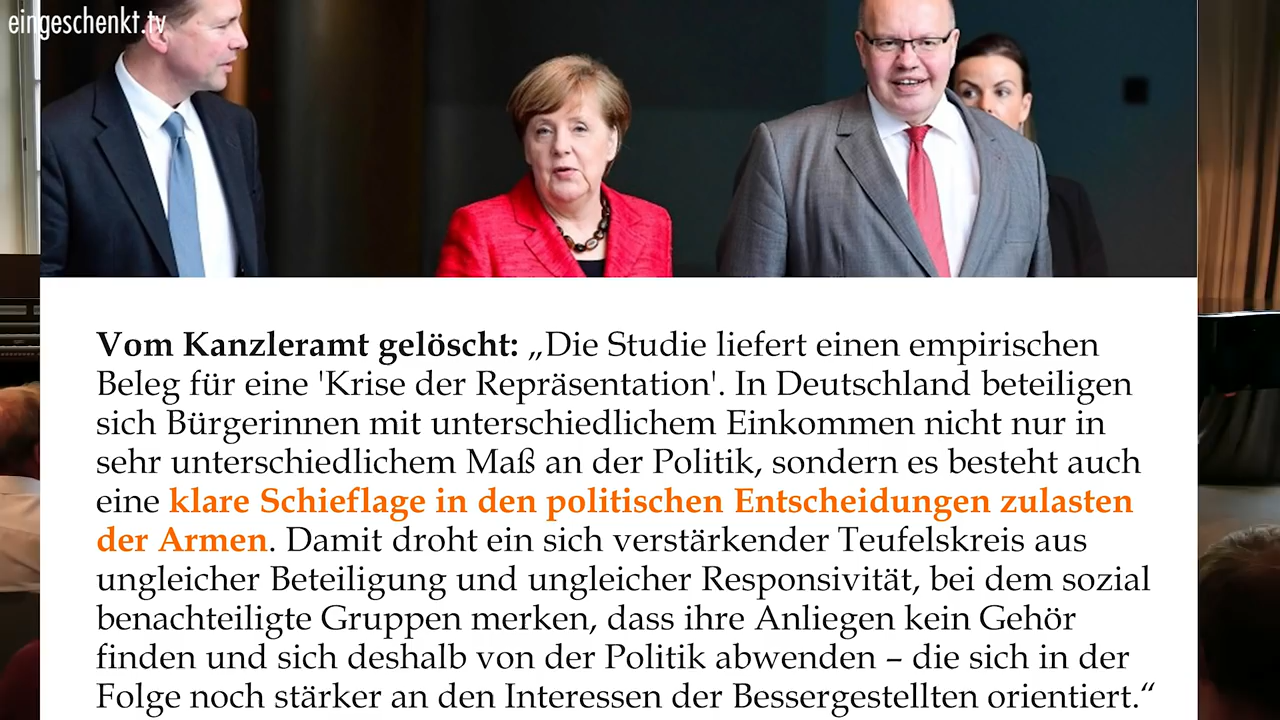 eingeschenkt.tv
Vom Kanzleramt gelöscht: „Die Studie liefert einen empirischen
Beleg für eine 'Krise der Repräsentation'. In Deutschland beteiligen
sich Bürgerinnen mit unterschiedlichem Einkommen nicht nur in
sehr unterschiedlichem Maß an der Politik, sondern es besteht auch
eine klare Schieflage in den politischen Entscheidungen zulasten
der Armen. Damit droht ein sich verstärkender Teufelskreis aus
ungleicher Beteiligung und ungleicher Responsivität, bei dem sozial
benachteiligte Gruppen merken, dass ihre Anliegen kein Gehör
finden und sich deshalb von der Politik abwenden – die sich in der
Folge noch stärker an den Interessen der Bessergestellten orientiert.“